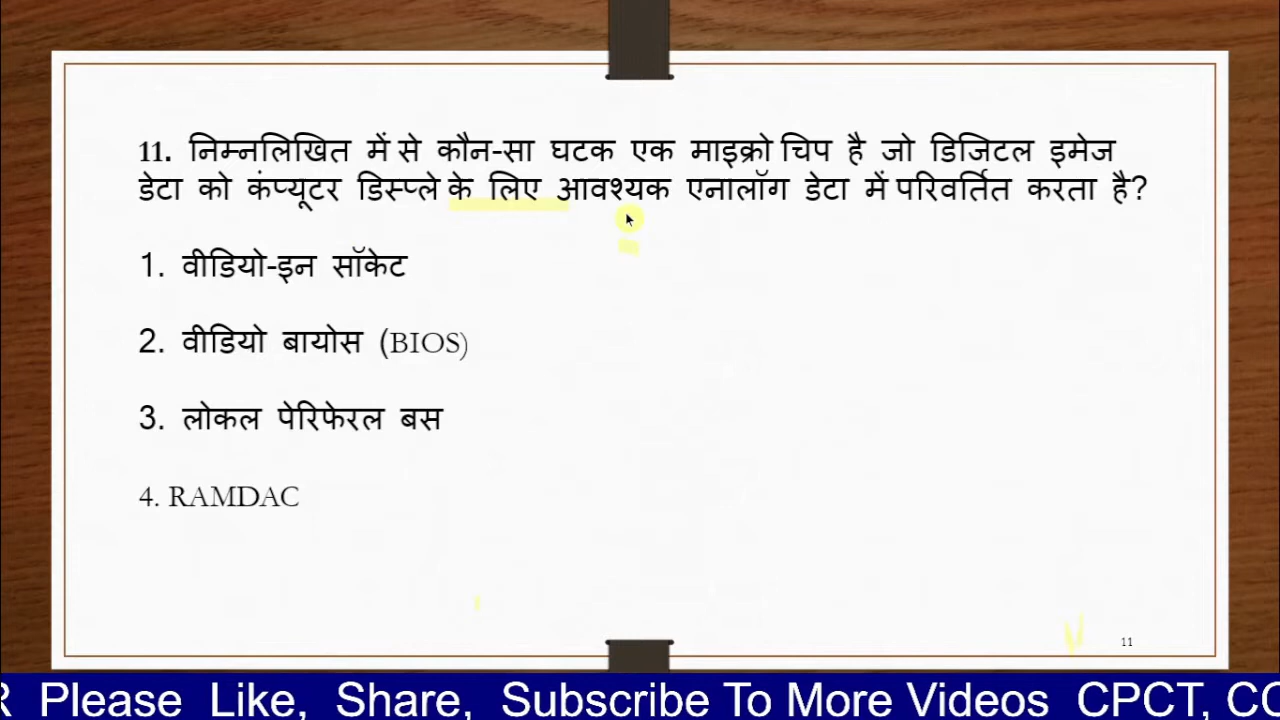 11. निम्नलिखित में से कौन-सा घटक एक माइक्रो चिप है जो डिजिटल इमेज
डेटा को कंप्यूटर डिस्प्ले के लिए आवश्यक एनालॉग डेटा में परिवर्तित करता है?
1. वीडियो-इन सॉकेट
2. वीडियो बायोस (BIOS)
3. लोकल पेरिफेरल बस
4. RAMDAC
11
R Please Like, Share, Subscribe To More Videos CPCT, CO